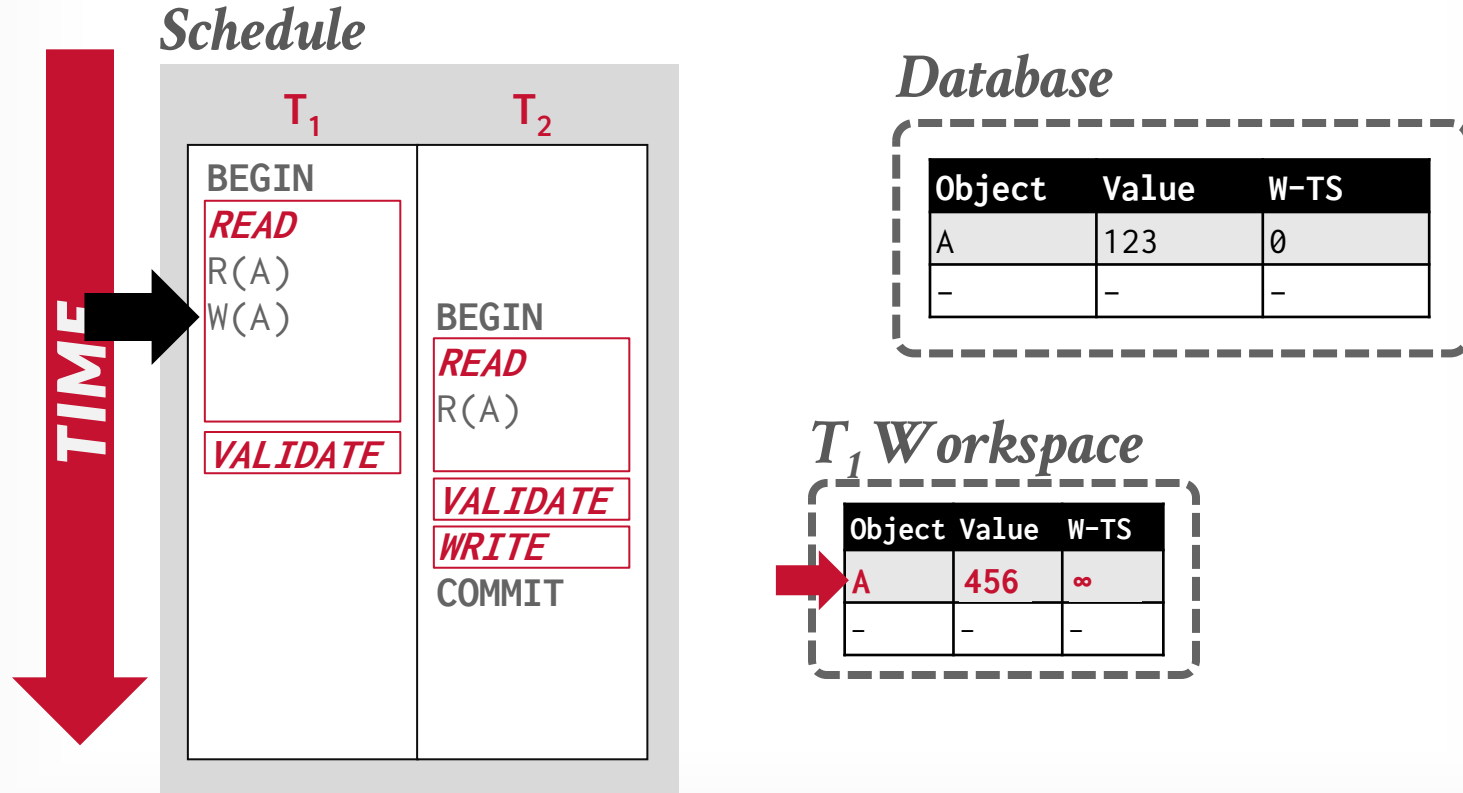 Schedule
TIME
T1 T2
BEGIN
READ
R(A)
W(A)
VALIDATE
BEGIN
READ
R(A)
VALIDATE
WRITE
COMMIT
Database
Object Value W-TS
A 123 0
- - -
T1 Workspace
Object Value W-TS
A 456 ∞
- - -